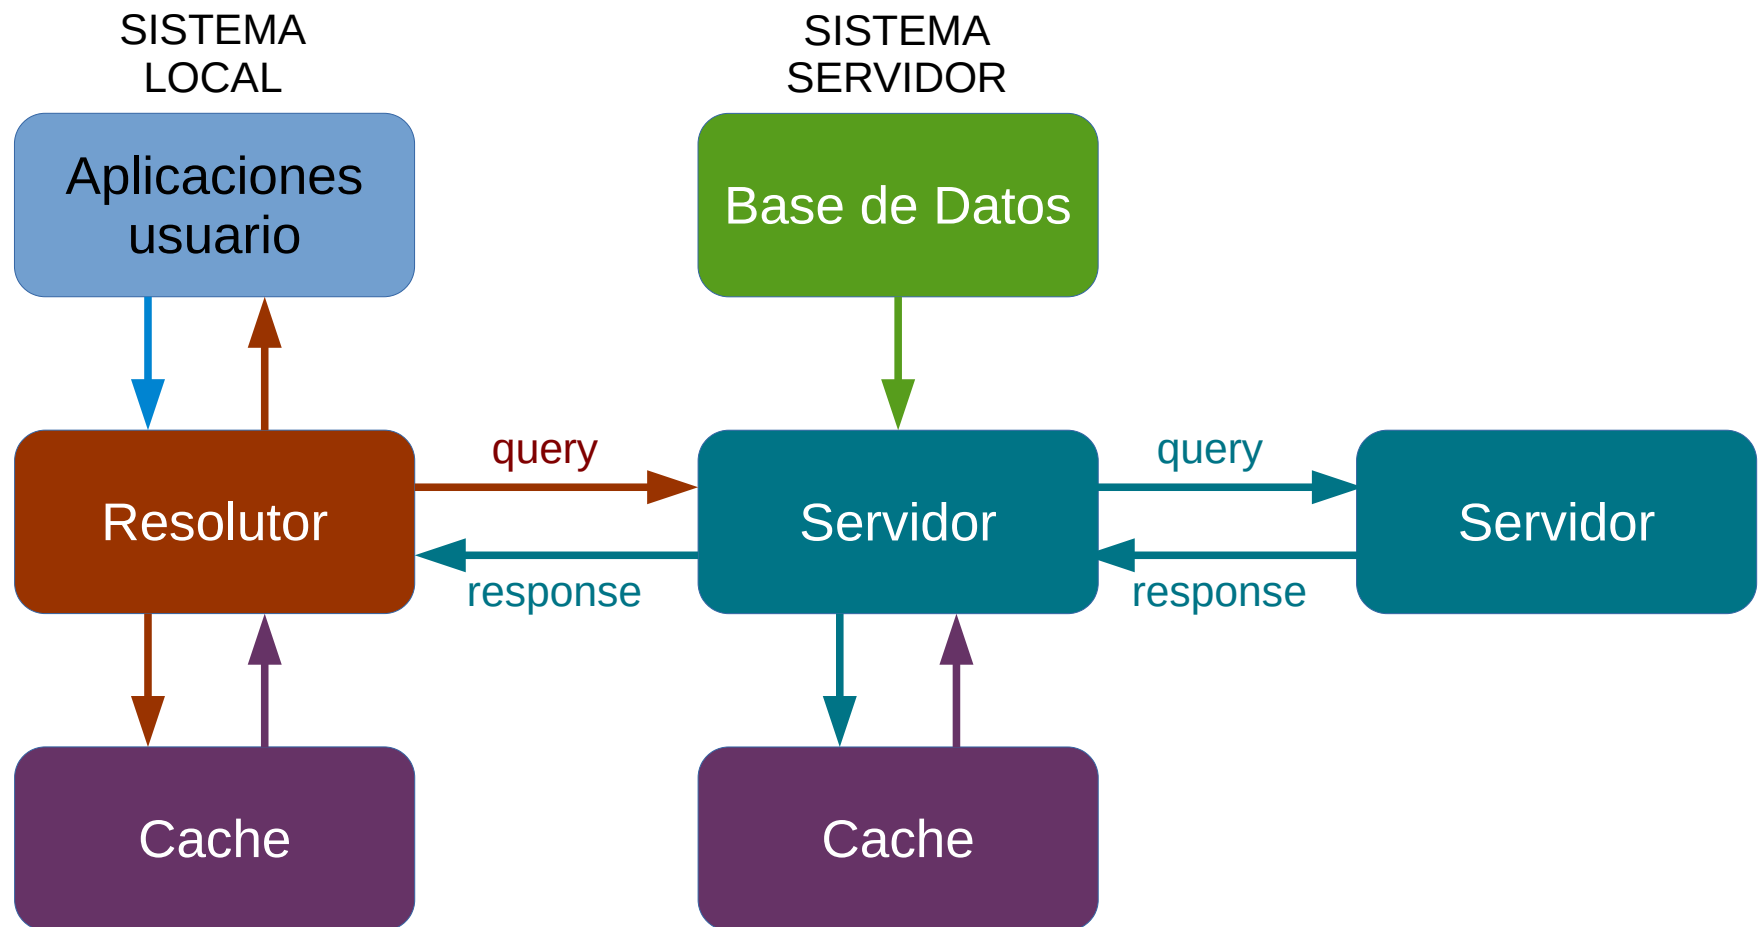 SISTEMA
LOCAL
SISTEMA
SERVIDOR
Aplicaciones
usuario
Base de Datos
query
query
Resolutor
Servidor
Servidor
response
response
Cache
Cache